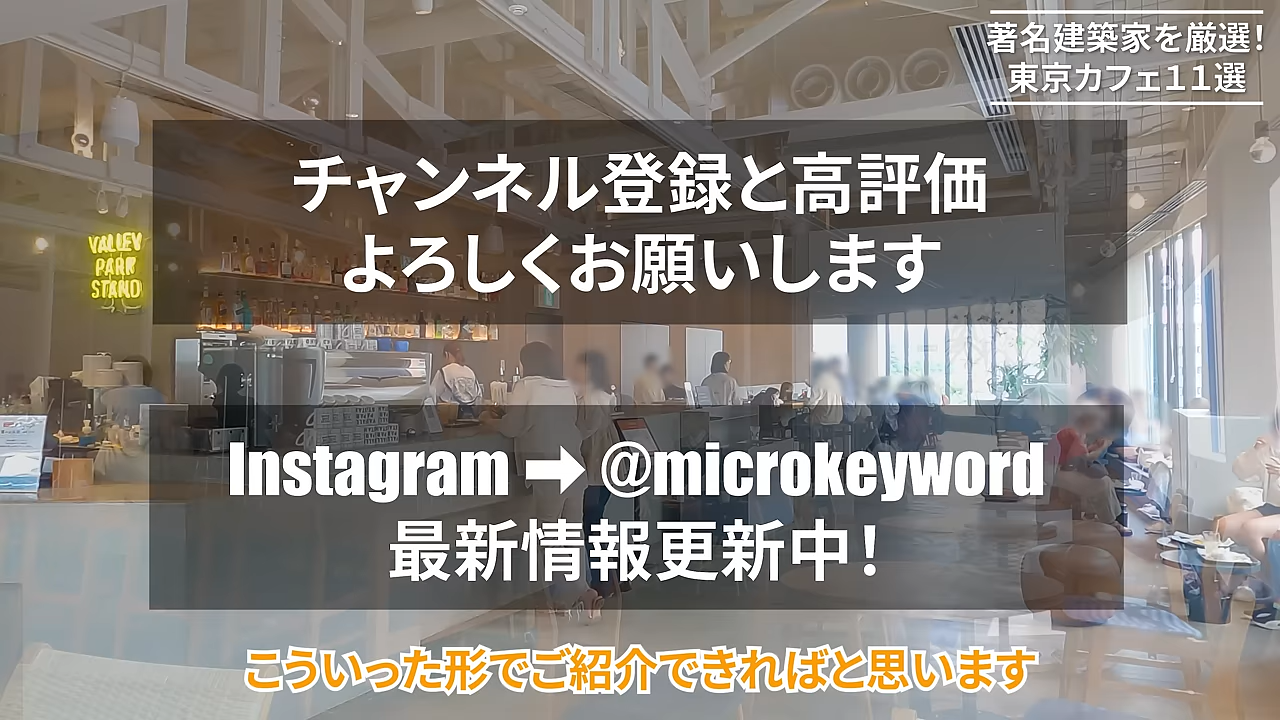 著名建築家を厳選!
東京カフェ11選
チャンネル登録と高評価
よろしくお願いします
VALLEY
PARK
STAND
Instagram ➡ @microkeyword
最新情報更新中!
こういった形でご紹介できればと思います